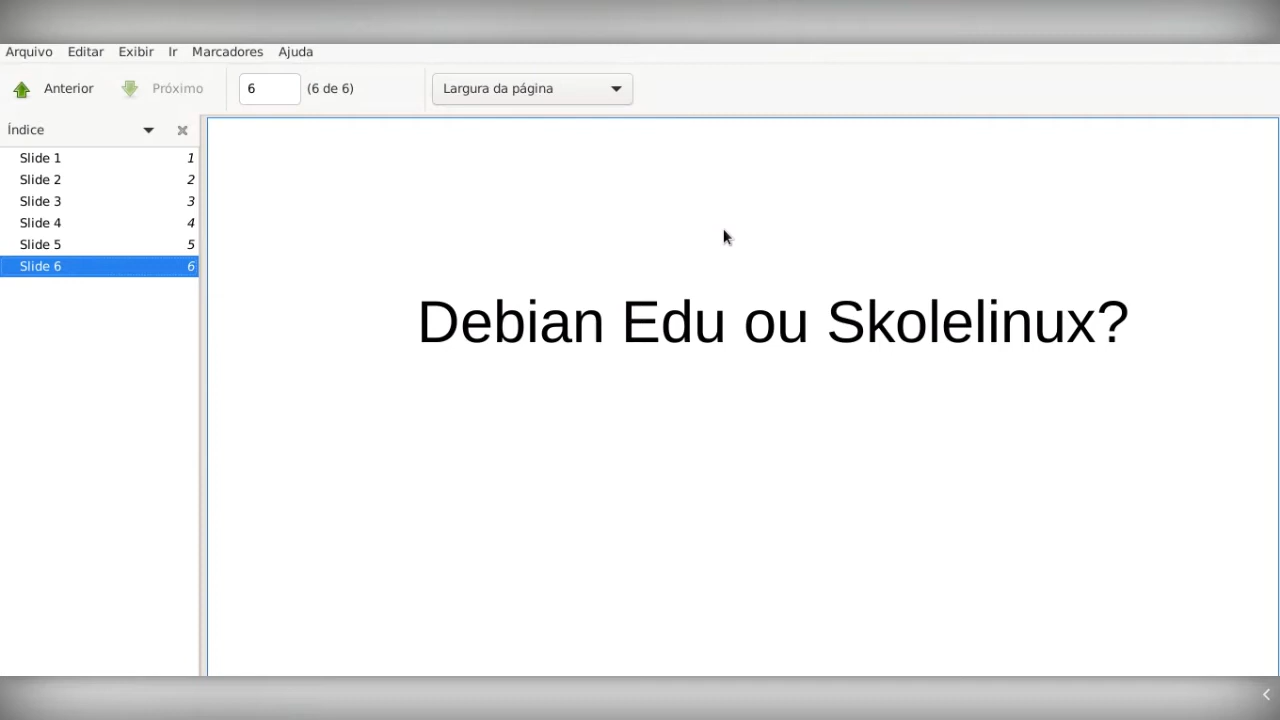 Arquivo Editar Exibir Ir Marcadores Ajuda
Anterior Próximo 6 (6 de 6) Largura da página
Índice
Slide 1 1
Slide 2 2
Slide 3 3
Slide 4 4
Slide 5 5
Slide 6 6
Debian Edu ou Skolelinux?